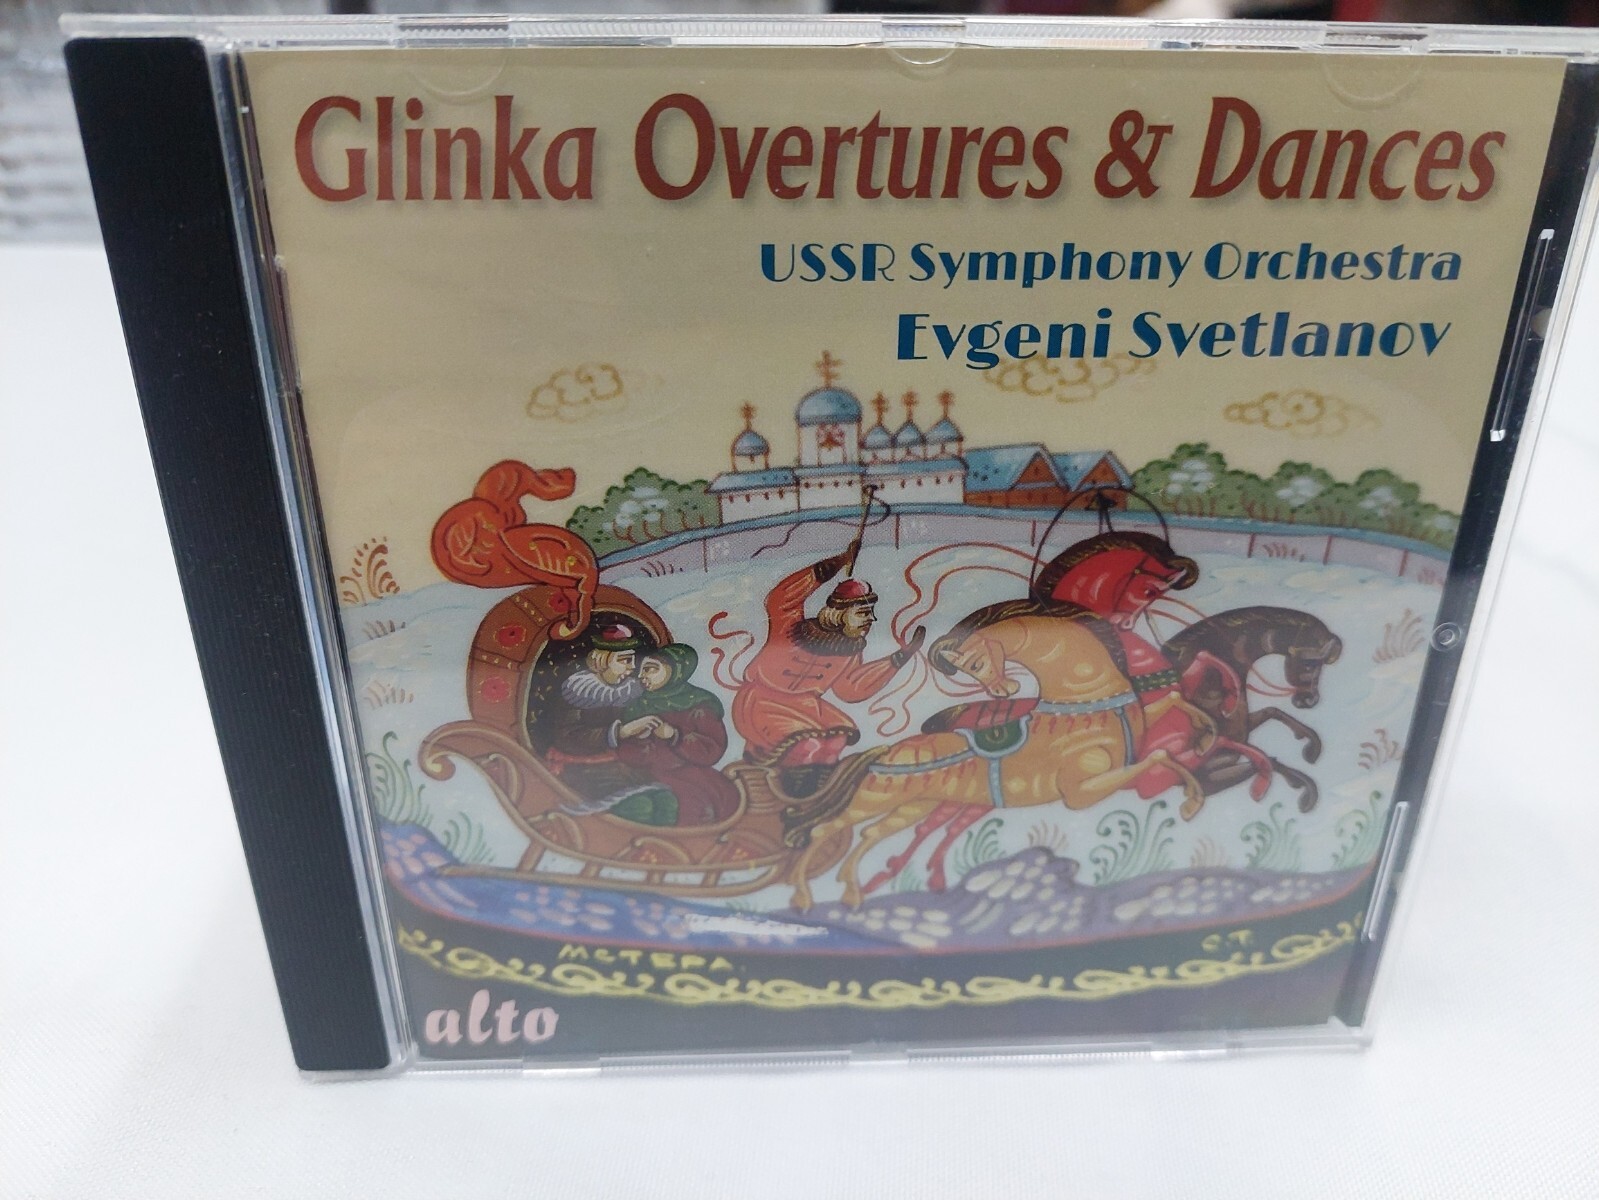 Glinka Overtures & Dances
USSR Symphony Orchestra
Evgeni Svetlanov
МСТЕРА. С.Т.
alto